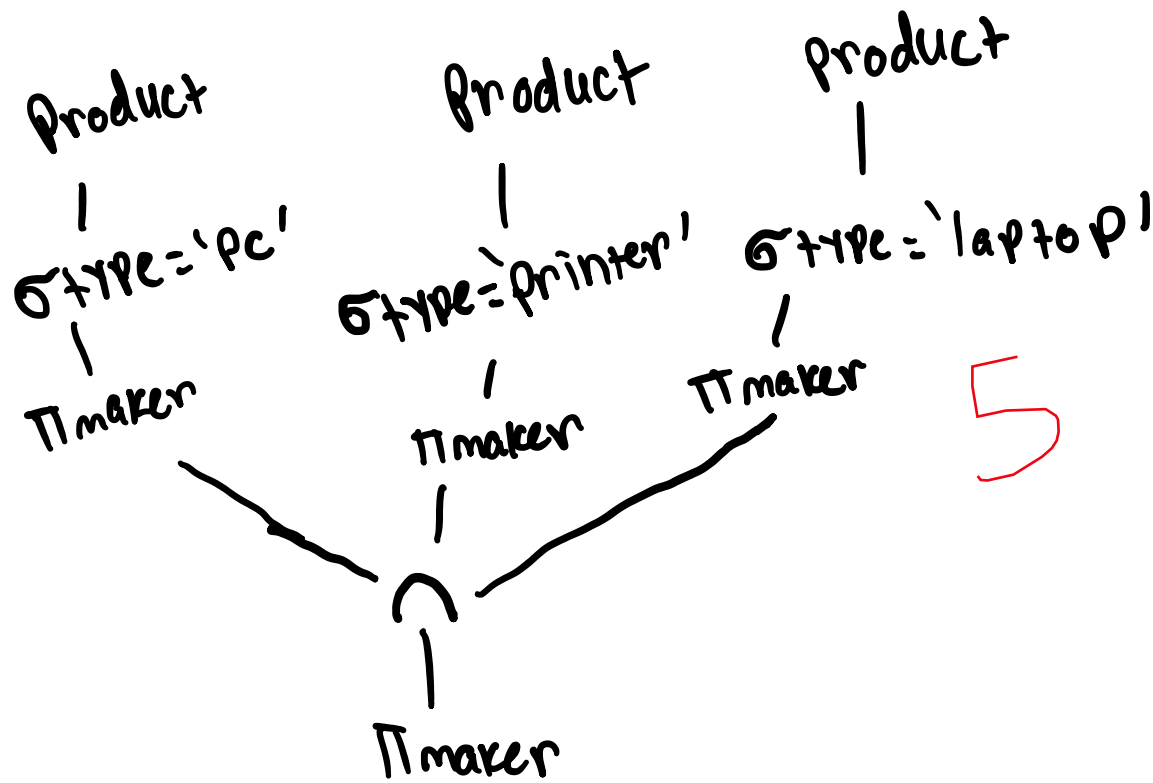 Product
Product
Product
σtype='pc'
σtype='printer'
σtype='laptop'
πmaker
πmaker
πmaker
5
∩
πmaker